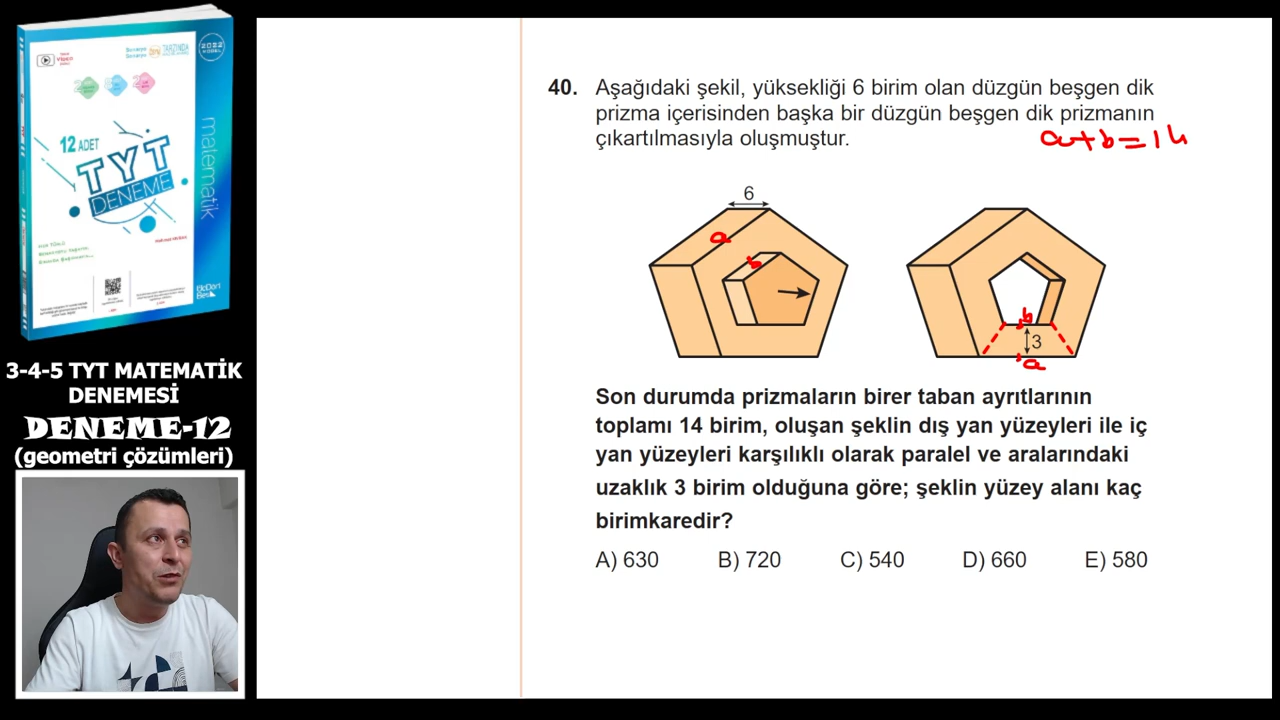 2022
MODEL
TARZINDA
12 ADET
TYT
DENEME
matematik
3-4-5 TYT MATEMATİK
DENEMESİ
DENEME-12
(geometri çözümleri)
40. Aşağıdaki şekil, yüksekliği 6 birim olan düzgün beşgen dik
prizma içerisinden başka bir düzgün beşgen dik prizmanın
çıkartılmasıyla oluşmuştur.
a+b=14
6
a
b
b
3
a
Son durumda prizmaların birer taban ayrıtlarının
toplamı 14 birim, oluşan şeklin dış yan yüzeyleri ile iç
yan yüzeyleri karşılıklı olarak paralel ve aralarındaki
uzaklık 3 birim olduğuna göre; şeklin yüzey alanı kaç
birimkaredir?
A) 630 B) 720 C) 540 D) 660 E) 580